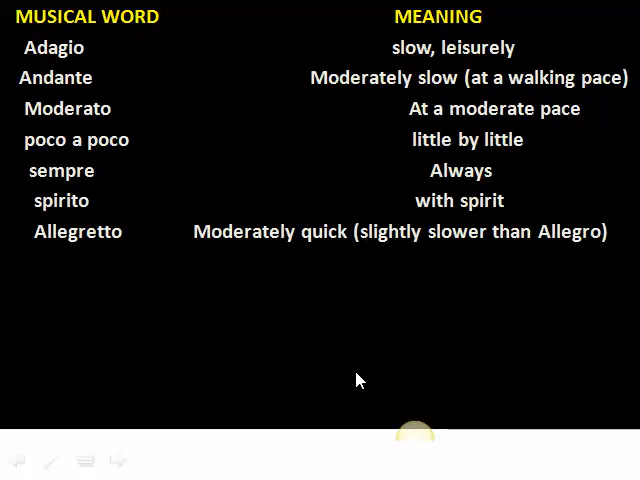 MUSICAL WORD MEANING
Adagio slow, leisurely
Andante Moderately slow (at a walking pace)
Moderato At a moderate pace
poco a poco little by little
sempre Always
spirito with spirit
Allegretto Moderately quick (slightly slower than Allegro)